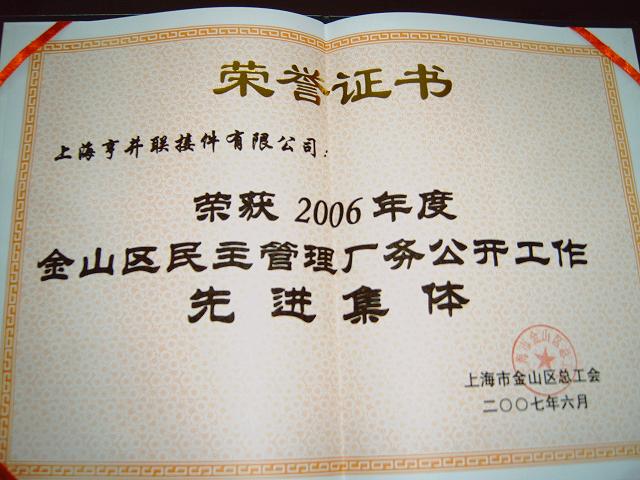 荣誉证书
上海亨井联接件有限公司：
荣获 2006 年度
金山区民主管理厂务公开工作
先进集体
上海市金山区总工会
二〇〇七年六月